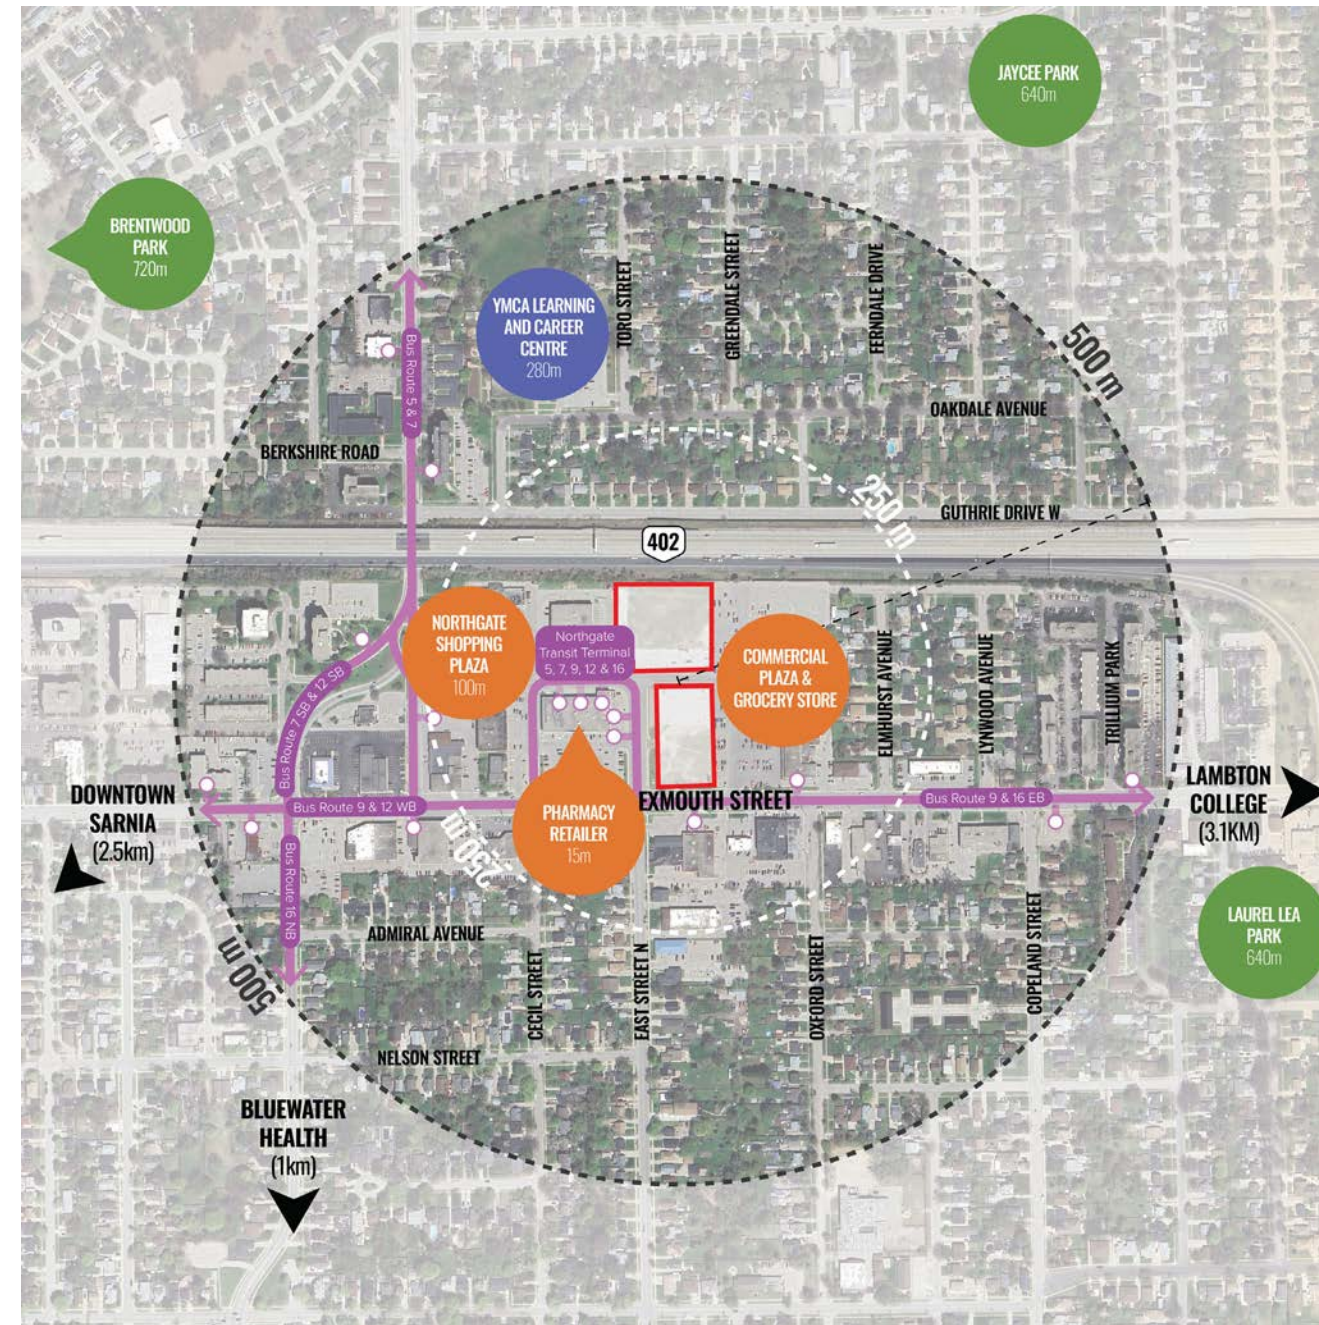 JAYCEE PARK
640m
BRENTWOOD
PARK
720m
YMCA LEARNING
AND CAREER
CENTRE
280m
TORO STREET
GREENDALE STREET
FERNDALE DRIVE
500 m
Bus Route 5 & 7
OAKDALE AVENUE
BERKSHIRE ROAD
250 m
GUTHRIE DRIVE W
402
NORTHGATE
SHOPPING
PLAZA
100m
Northgate
Transit Terminal
5, 7, 9, 12 & 16
COMMERCIAL
PLAZA &
GROCERY STORE
ELMHURST AVENUE
LYNWOOD AVENUE
TRILLIUM PARK
Bus Route 7 SB & 12 SB
DOWNTOWN
SARNIA
(2.5km)
Bus Route 9 & 12 WB
EXMOUTH STREET
Bus Route 9 & 16 EB
LAMBTON
COLLEGE
(3.1KM)
PHARMACY
RETAILER
15m
250 m
Bus Route 16 NB
ADMIRAL AVENUE
CECIL STREET
EAST STREET N
OXFORD STREET
COPELAND STREET
LAUREL LEA
PARK
640m
500 m
NELSON STREET
BLUEWATER
HEALTH
(1km)